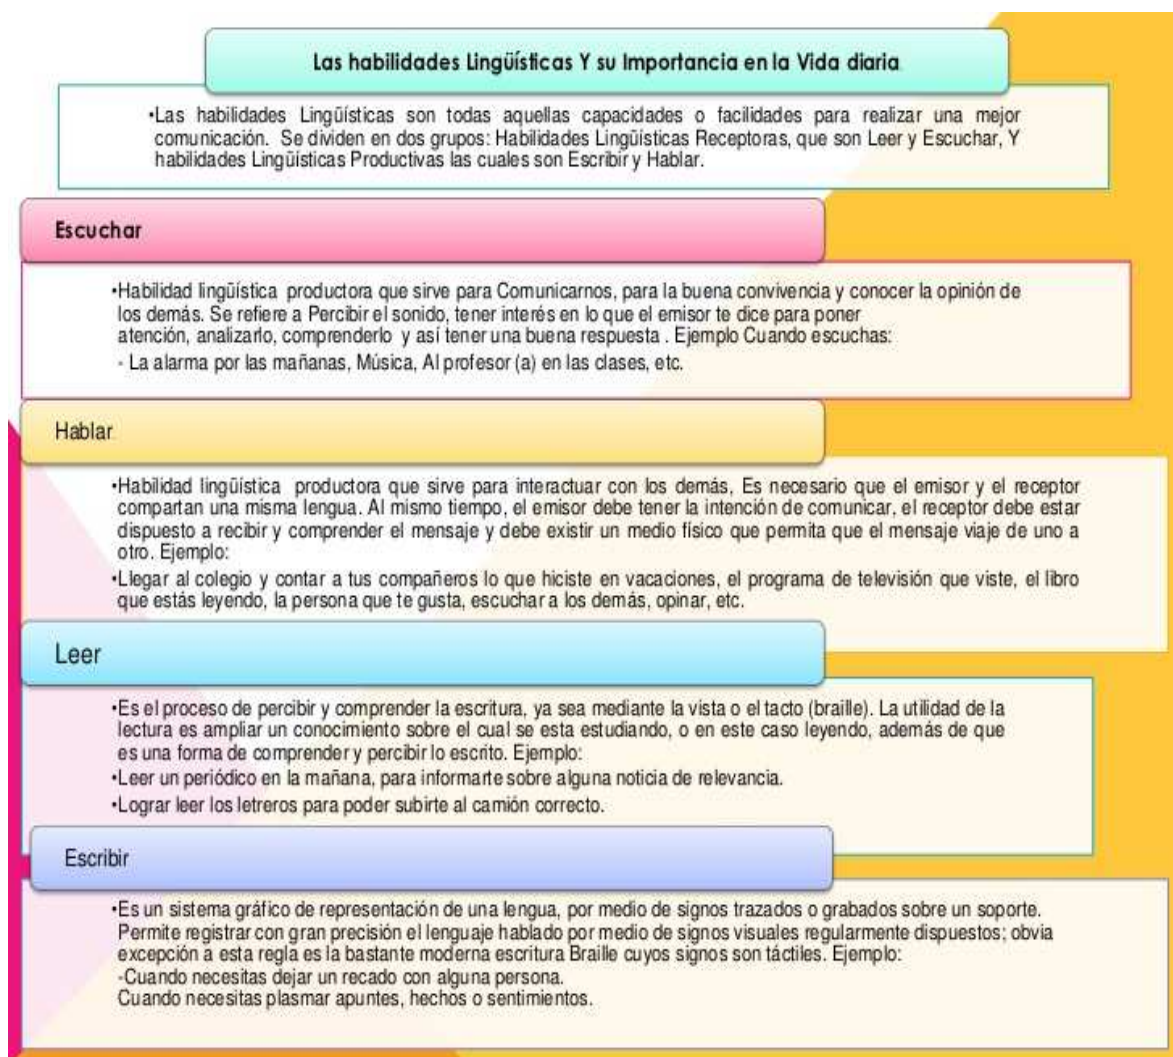 Las habilidades Lingüísticas Y su Importancia en la Vida diaria
•Las habilidades Lingüísticas son todas aquellas capacidades o facilidades para realizar una mejor
comunicación. Se dividen en dos grupos: Habilidades Lingüísticas Receptoras, que son Leer y Escuchar, Y
habilidades Lingüísticas Productivas las cuales son Escribir y Hablar.
Escuchar
•Habilidad lingüística productora que sirve para Comunicarnos, para la buena convivencia y conocer la opinión de
los demás. Se refiere a Percibir el sonido, tener interés en lo que el emisor te dice para poner
atención, analizarlo, comprenderlo y así tener una buena respuesta . Ejemplo Cuando escuchas:
- La alarma por las mañanas, Música, Al profesor (a) en las clases, etc.
Hablar
•Habilidad lingüística productora que sirve para interactuar con los demás, Es necesario que el emisor y el receptor
compartan una misma lengua. Al mismo tiempo, el emisor debe tener la intención de comunicar, el receptor debe estar
dispuesto a recibir y comprender el mensaje y debe existir un medio físico que permita que el mensaje viaje de uno a
otro. Ejemplo:
•Llegar al colegio y contar a tus compañeros lo que hiciste en vacaciones, el programa de televisión que viste, el libro
que estás leyendo, la persona que te gusta, escuchar a los demás, opinar, etc.
Leer
•Es el proceso de percibir y comprender la escritura, ya sea mediante la vista o el tacto (braille). La utilidad de la
lectura es ampliar un conocimiento sobre el cual se esta estudiando, o en este caso leyendo, además de que
es una forma de comprender y percibir lo escrito. Ejemplo:
•Leer un periódico en la mañana, para informarte sobre alguna noticia de relevancia.
•Lograr leer los letreros para poder subirte al camión correcto.
Escribir
•Es un sistema gráfico de representación de una lengua, por medio de signos trazados o grabados sobre un soporte.
Permite registrar con gran precisión el lenguaje hablado por medio de signos visuales regularmente dispuestos; obvia
excepción a esta regla es la bastante moderna escritura Braille cuyos signos son táctiles. Ejemplo:
-Cuando necesitas dejar un recado con alguna persona.
Cuando necesitas plasmar apuntes, hechos o sentimientos.